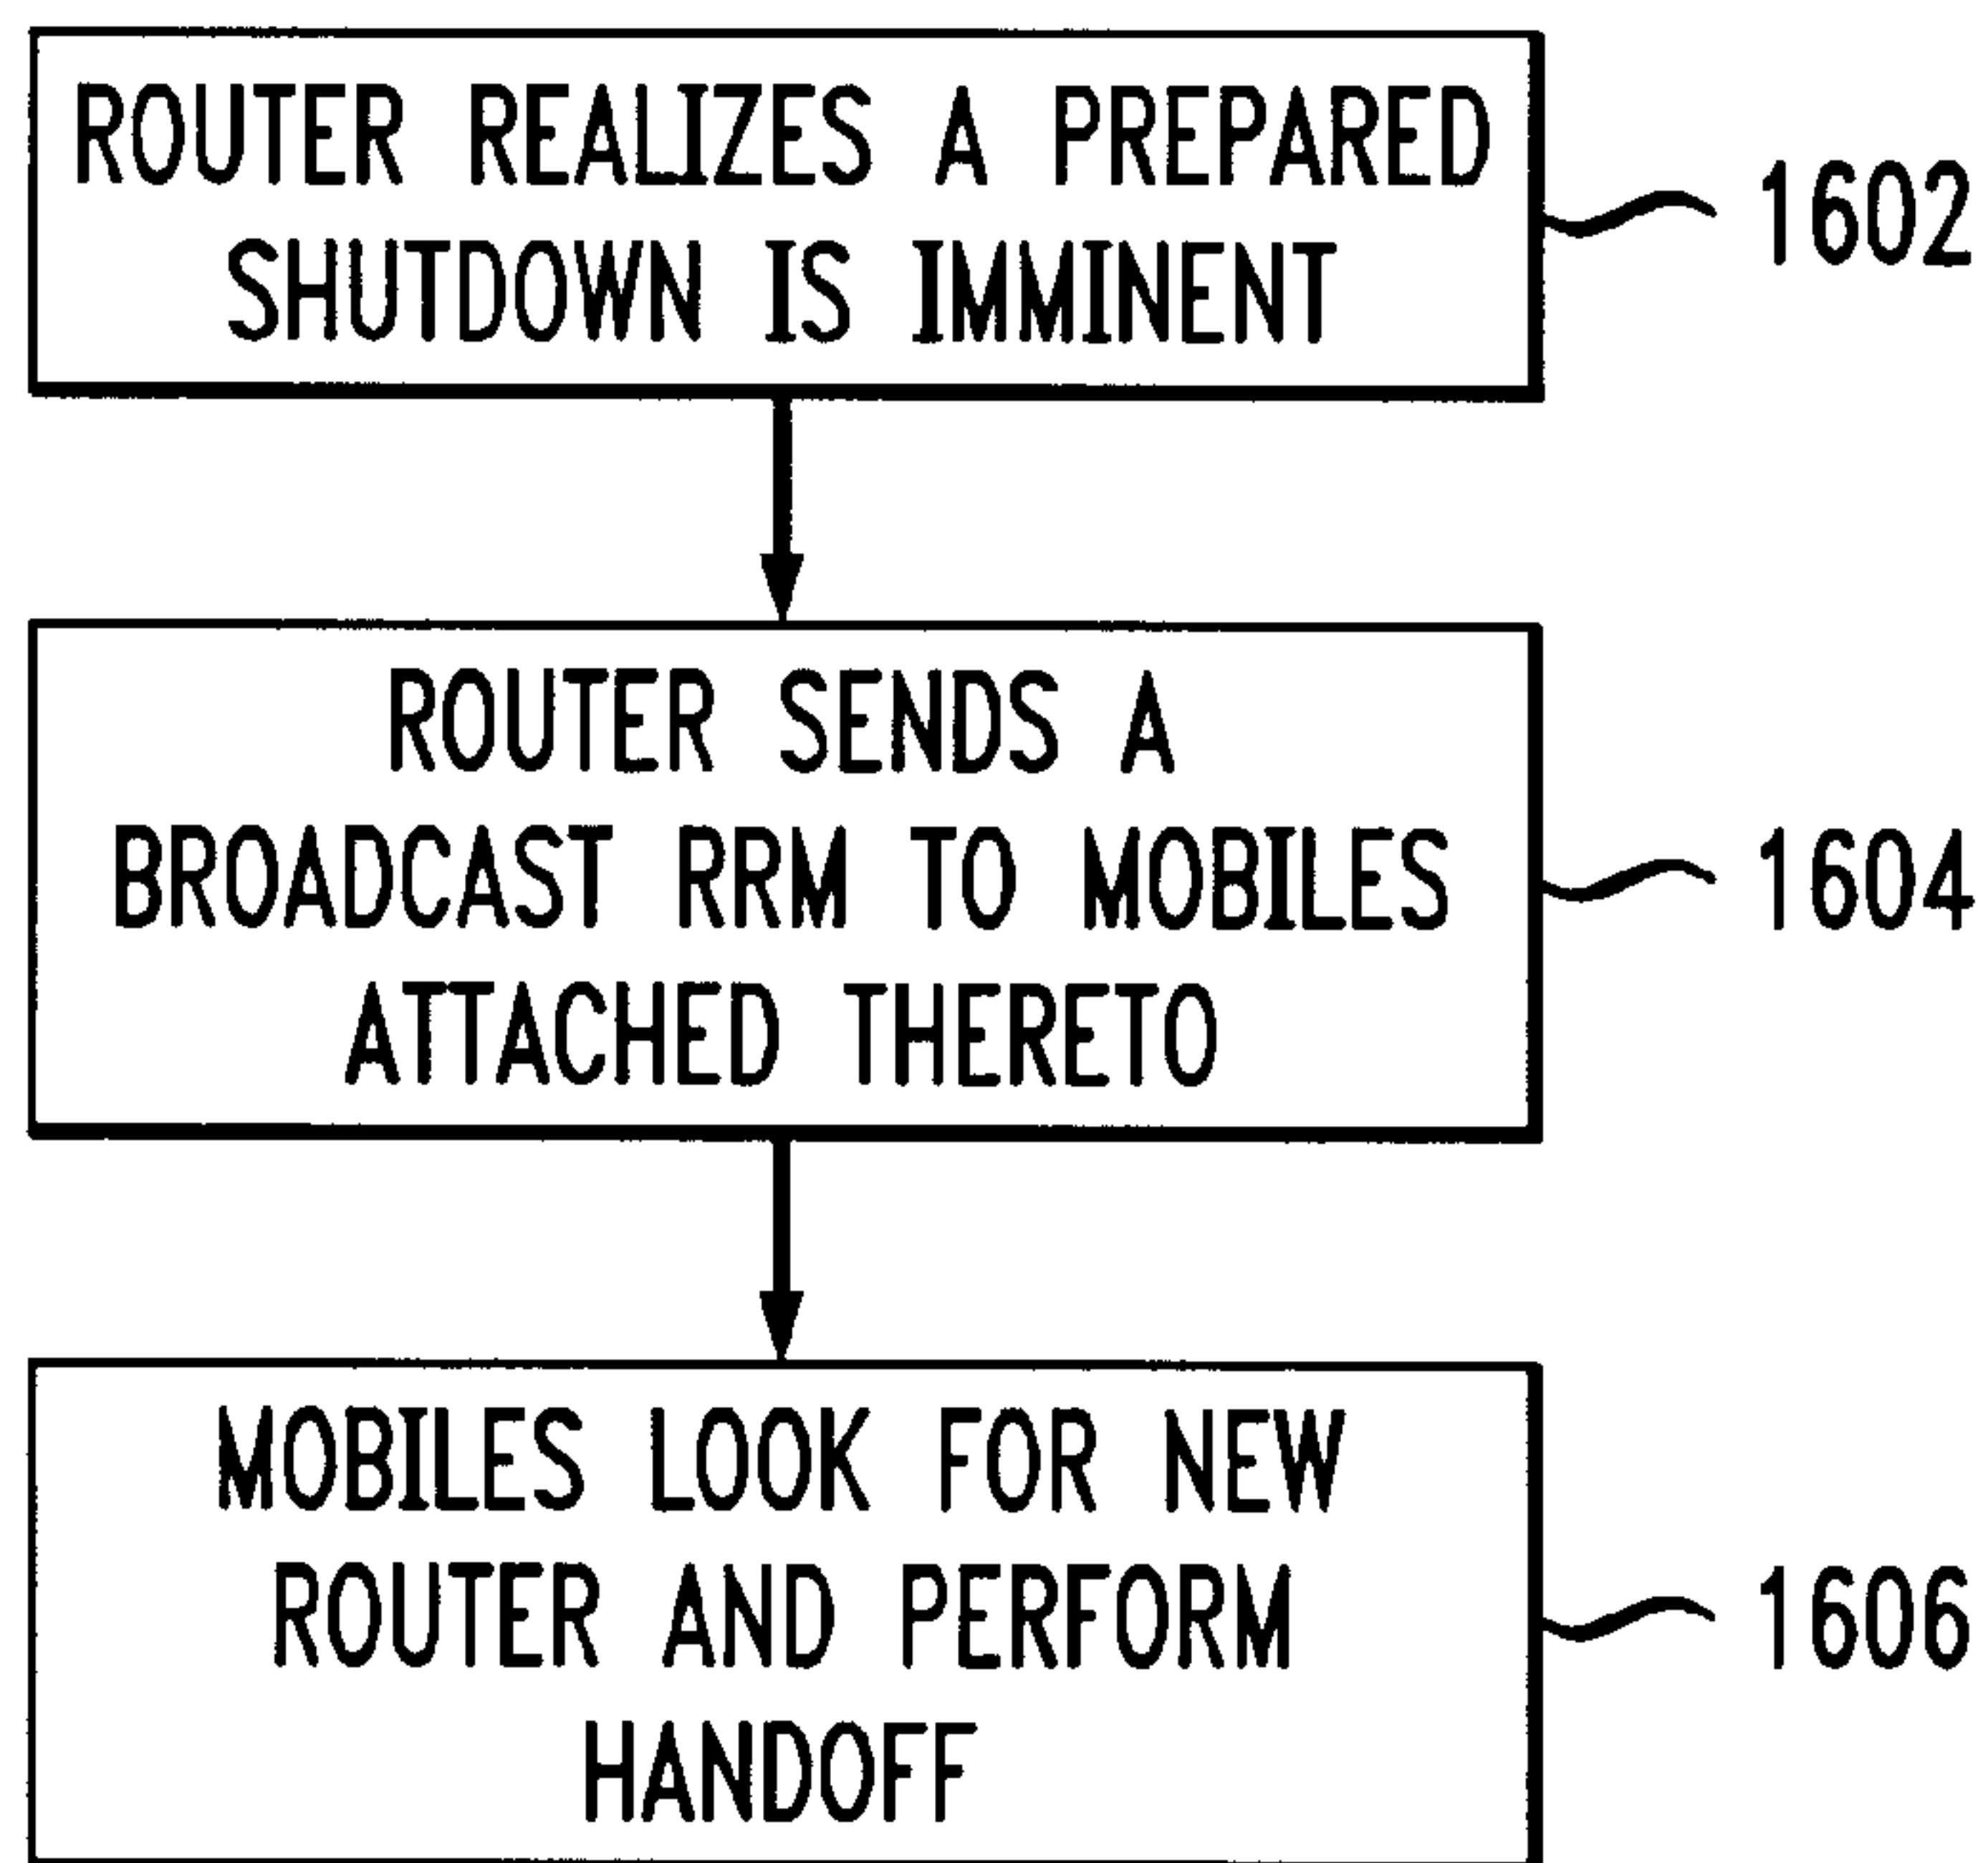 ROUTER REALIZES A PREPARED
SHUTDOWN IS IMMINENT
1602
ROUTER SENDS A
BROADCAST RRM TO MOBILES
ATTACHED THERETO
1604
MOBILES LOOK FOR NEW
ROUTER AND PERFORM
HANDOFF
1606